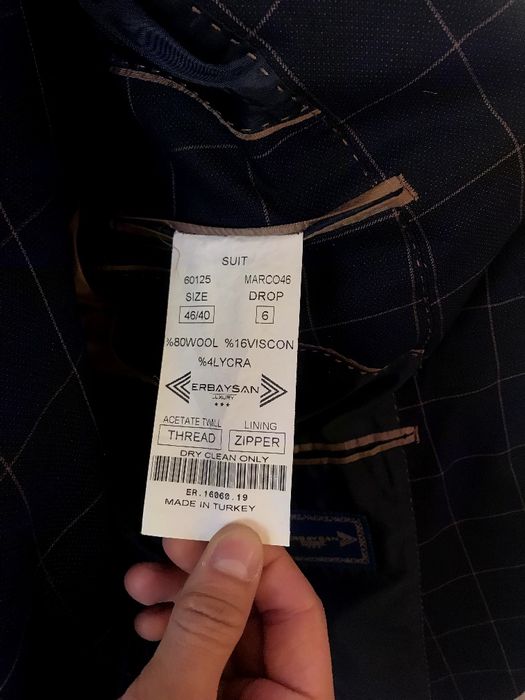 SUIT
60125 MARCO46
SIZE DROP
46/40 6
%80WOOL %16VISCON
%4LYCRA
ERBAYSAN
LUXURY
ACETATE TWILL LINING
THREAD ZIPPER
DRY CLEAN ONLY
ER.16060.19
MADE IN TURKEY